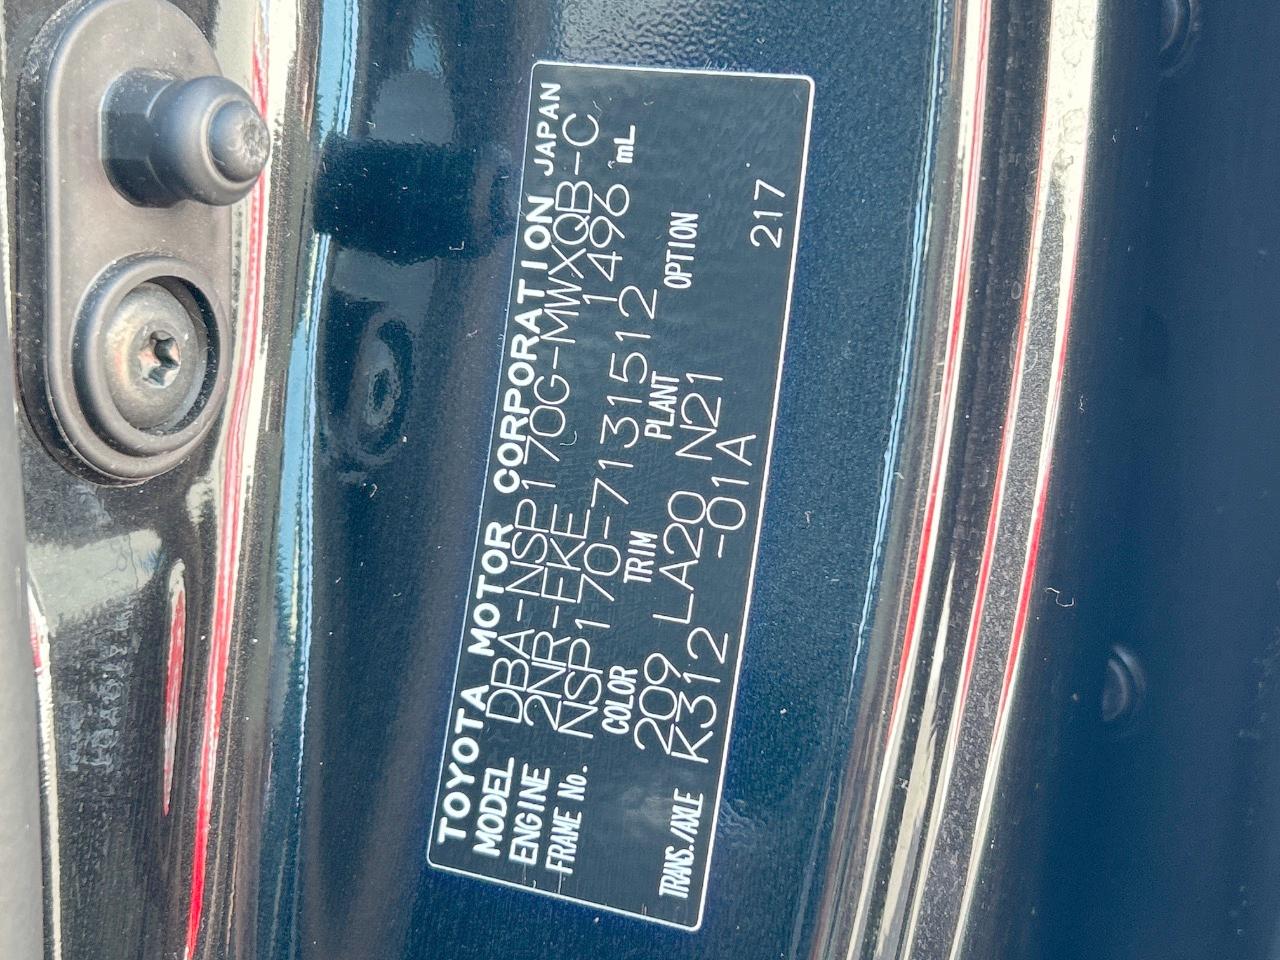 TOYOTA MOTOR CORPORATION JAPAN
MODEL DBA-NSP170G-MWXQB-C
ENGINE 2NR-FKE 1496 mL
FRAME No. NSP170-7131512
COLOR TRIM PLANT OPTION
209 LA20 N21
TRANS./AXLE K312 -01A 217